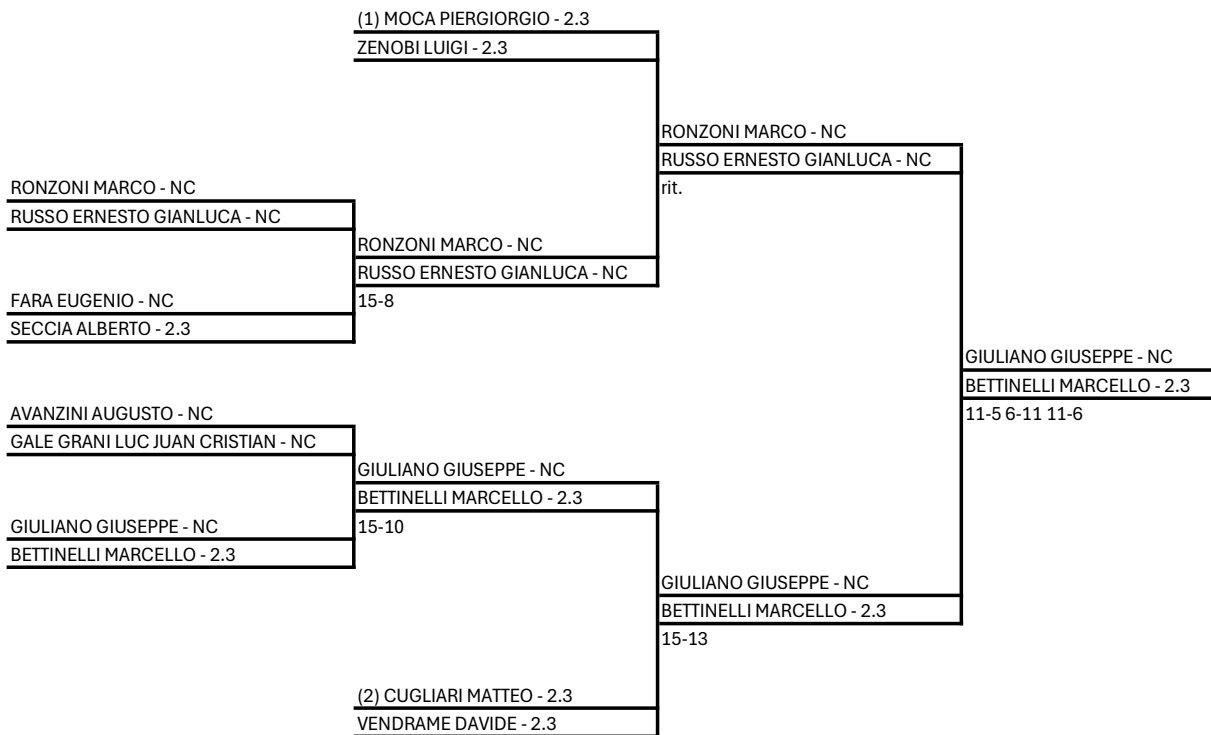 (1) MOCA PIERGIORGIO - 2.3
ZENOBI LUIGI - 2.3
RONZONI MARCO - NC
RUSSO ERNESTO GIANLUCA - NC
rit.
RONZONI MARCO - NC
RUSSO ERNESTO GIANLUCA - NC
RONZONI MARCO - NC
RUSSO ERNESTO GIANLUCA - NC
15-8
FARA EUGENIO - NC
SECCIA ALBERTO - 2.3
GIULIANO GIUSEPPE - NC
BETTINELLI MARCELLO - 2.3
11-5 6-11 11-6
AVANZINI AUGUSTO - NC
GALE GRANI LUC JUAN CRISTIAN - NC
GIULIANO GIUSEPPE - NC
BETTINELLI MARCELLO - 2.3
15-10
GIULIANO GIUSEPPE - NC
BETTINELLI MARCELLO - 2.3
GIULIANO GIUSEPPE - NC
BETTINELLI MARCELLO - 2.3
15-13
(2) CUGLIARI MATTEO - 2.3
VENDRAME DAVIDE - 2.3